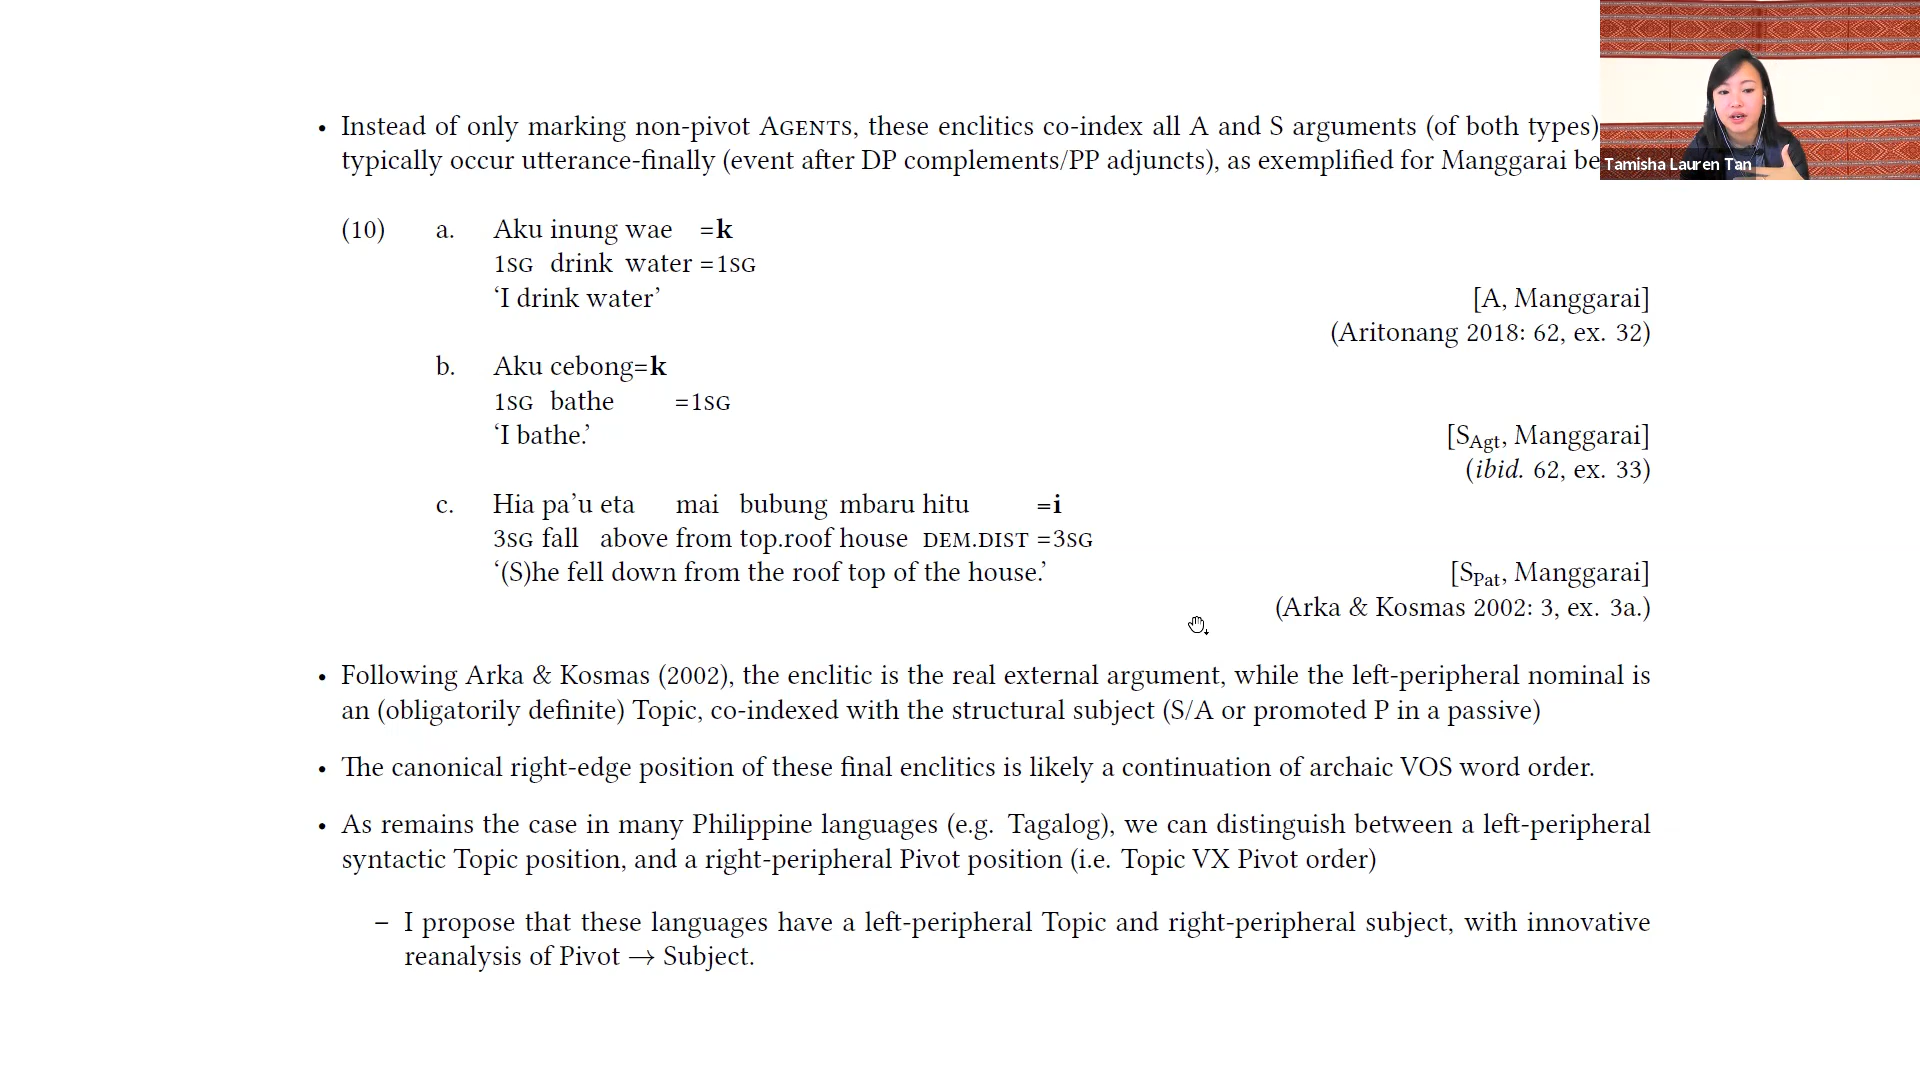 • Instead of only marking non-pivot AGENTS, these enclitics co-index all A and S arguments (of both types)
typically occur utterance-finally (event after DP complements/PP adjuncts), as exemplified for Manggarai be
Tamisha Lauren Tan
(10) a. Aku inung wae =k
1SG drink water =1SG
‘I drink water’ [A, Manggarai]
(Aritonang 2018: 62, ex. 32)
b. Aku cebong=k
1SG bathe =1SG
‘I bathe.’ [SAgt, Manggarai]
(ibid. 62, ex. 33)
c. Hia pa’u eta mai bubung mbaru hitu =i
3SG fall above from top.roof house DEM.DIST =3SG
‘(S)he fell down from the roof top of the house.’ [SPat, Manggarai]
(Arka & Kosmas 2002: 3, ex. 3a.)
• Following Arka & Kosmas (2002), the enclitic is the real external argument, while the left-peripheral nominal is
an (obligatorily definite) Topic, co-indexed with the structural subject (S/A or promoted P in a passive)
• The canonical right-edge position of these final enclitics is likely a continuation of archaic VOS word order.
• As remains the case in many Philippine languages (e.g. Tagalog), we can distinguish between a left-peripheral
syntactic Topic position, and a right-peripheral Pivot position (i.e. Topic VX Pivot order)
– I propose that these languages have a left-peripheral Topic and right-peripheral subject, with innovative
reanalysis of Pivot → Subject.